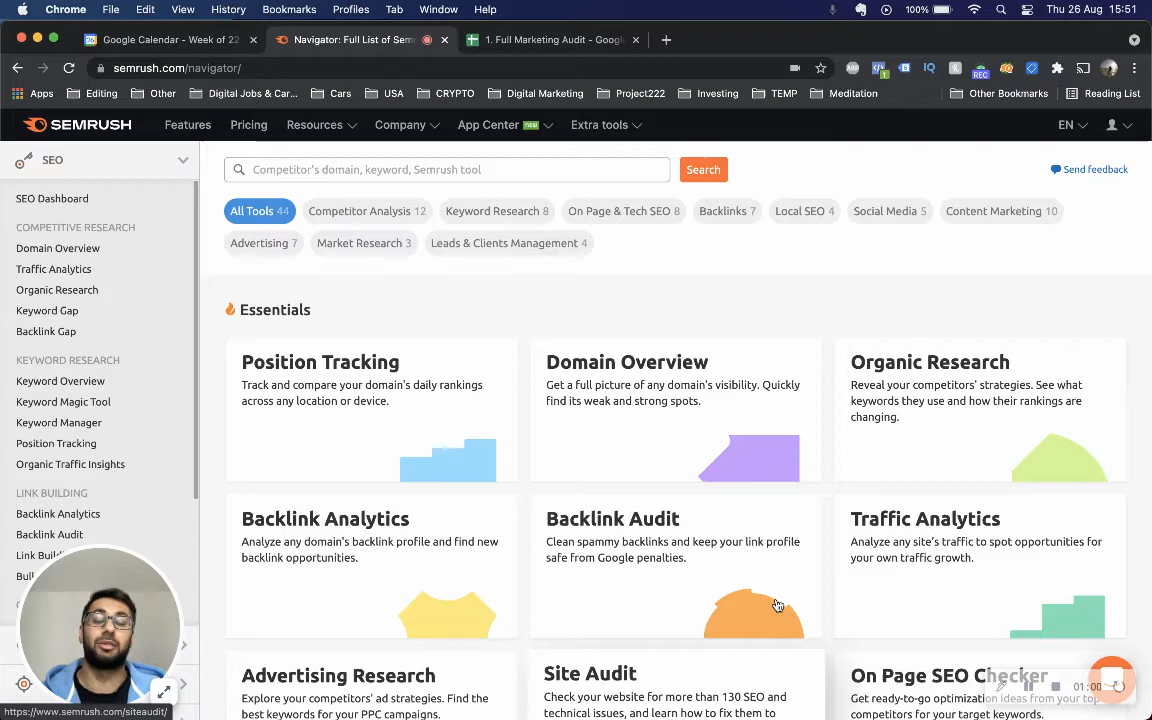 Chrome File Edit View History Bookmarks Profiles Tab Window Help
100% Thu 26 Aug 15:51
Google Calendar - Week of 22
Navigator: Full List of Sem
1. Full Marketing Audit - Googl
semrush.com/navigator/
1
REC
Apps Editing Other Digital Jobs & Car... Cars USA CRYPTO Digital Marketing Project222 Investing TEMP Meditation Other Bookmarks Reading List
SEMRUSH Features Pricing Resources Company App Center new Extra tools EN
SEO
SEO Dashboard
COMPETITIVE RESEARCH
Domain Overview
Traffic Analytics
Organic Research
Keyword Gap
Backlink Gap
KEYWORD RESEARCH
Keyword Overview
Keyword Magic Tool
Keyword Manager
Position Tracking
Organic Traffic Insights
LINK BUILDING
Backlink Analytics
Backlink Audit
Link Buildi
Bul
https://www.semrush.com/siteaudit/
Competitor's domain, keyword, Semrush tool
Search
Send feedback
All Tools 44 Competitor Analysis 12 Keyword Research 8 On Page & Tech SEO 8 Backlinks 7 Local SEO 4 Social Media 5 Content Marketing 10
Advertising 7 Market Research 3 Leads & Clients Management 4
Essentials
Position Tracking
Track and compare your domain's daily rankings
across any location or device.
Domain Overview
Get a full picture of any domain's visibility. Quickly
find its weak and strong spots.
Organic Research
Reveal your competitors' strategies. See what
keywords they use and how their rankings are
changing.
Backlink Analytics
Analyze any domain's backlink profile and find new
backlink opportunities.
Backlink Audit
Clean spammy backlinks and keep your link profile
safe from Google penalties.
Traffic Analytics
Analyze any site's traffic to spot opportunities for
your own traffic growth.
Advertising Research
Explore your competitors' ad strategies. Find the
best keywords for your PPC campaigns.
Site Audit
Check your website for more than 130 SEO and
technical issues, and learn how to fix them to
On Page SEO Checker
Get ready-to-go optimization ideas from your top
competitors for your target keywords.
01:00